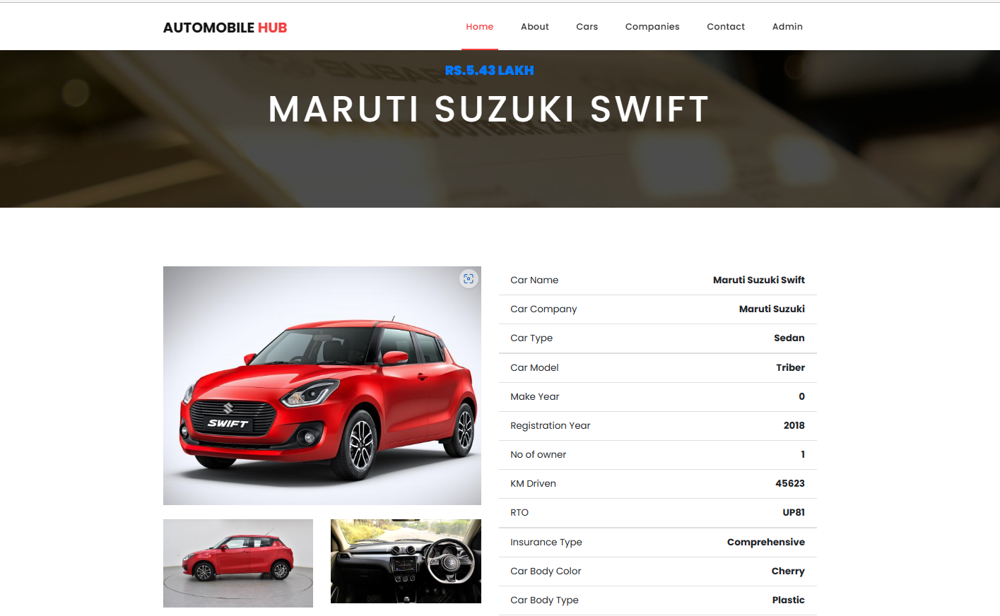 AUTOMOBILE HUB
Home About Cars Companies Contact Admin
SUBARU
RS.5.43 LAKH
MARUTI SUZUKI SWIFT
OUTBACK
SWIFT
Car Name Maruti Suzuki Swift
Car Company Maruti Suzuki
Car Type Sedan
Car Model Triber
Make Year 0
Registration Year 2018
No of owner 1
KM Driven 45623
RTO UP81
Insurance Type Comprehensive
Car Body Color Cherry
Car Body Type Plastic